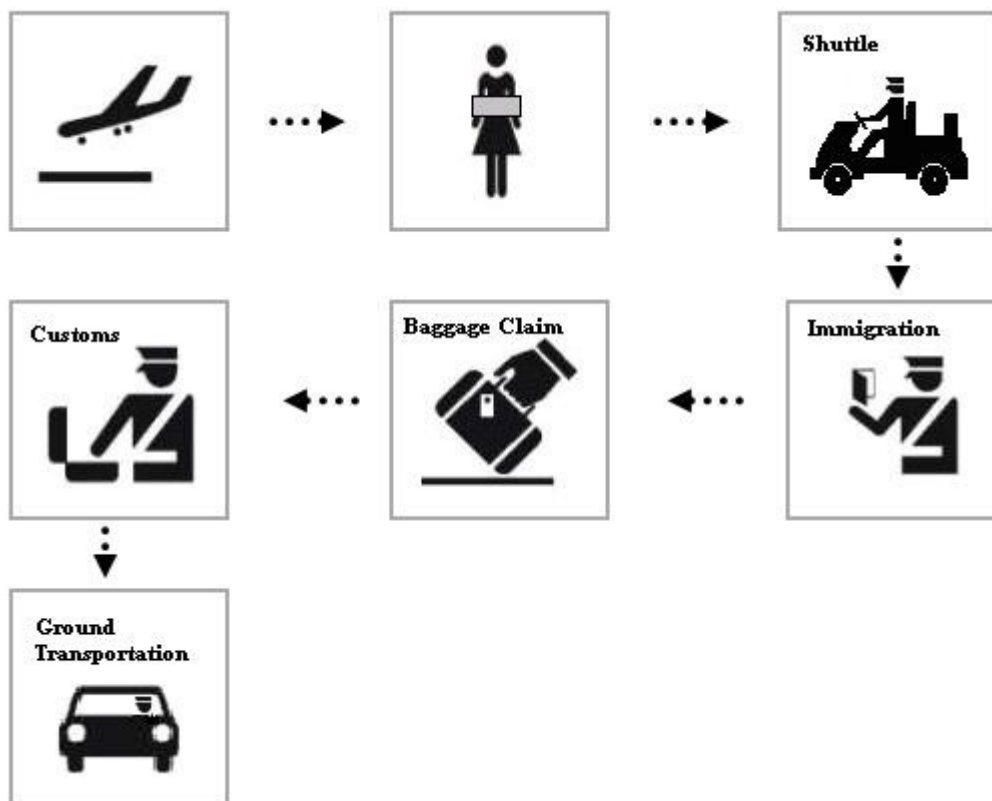 Shuttle
Customs
Baggage Claim
Immigration
Ground
Transportation